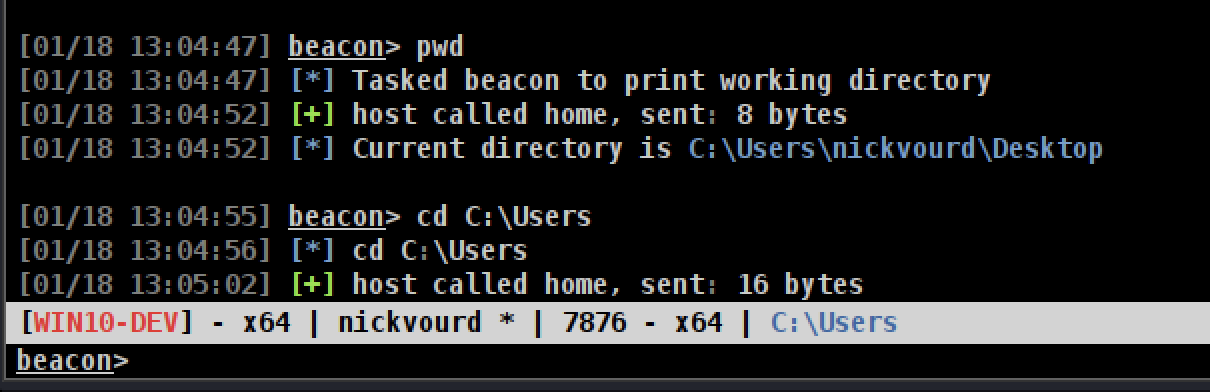 [01/18 13:04:47] beacon> pwd
[01/18 13:04:47] [*] Tasked beacon to print working directory
[01/18 13:04:52] [+] host called home, sent: 8 bytes
[01/18 13:04:52] [*] Current directory is C:\Users\nickvourd\Desktop
[01/18 13:04:55] beacon> cd C:\Users
[01/18 13:04:56] [*] cd C:\Users
[01/18 13:05:02] [+] host called home, sent: 16 bytes
[WIN10-DEV] - x64 | nickvourd * | 7876 - x64 | C:\Users
beacon>